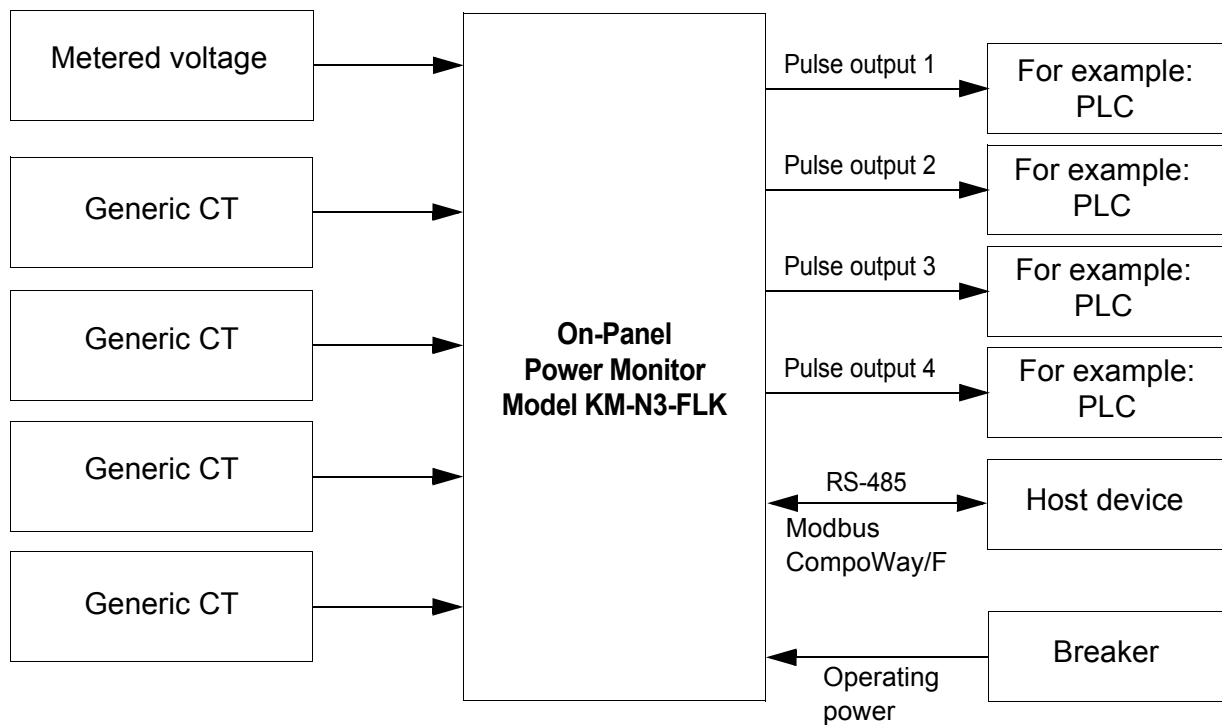 Metered voltage
Generic CT
Generic CT
Generic CT
Generic CT
On-Panel
Power Monitor
Model KM-N3-FLK
Pulse output 1
For example:
PLC
Pulse output 2
For example:
PLC
Pulse output 3
For example:
PLC
Pulse output 4
For example:
PLC
RS-485
Modbus
CompoWay/F
Host device
Operating
power
Breaker